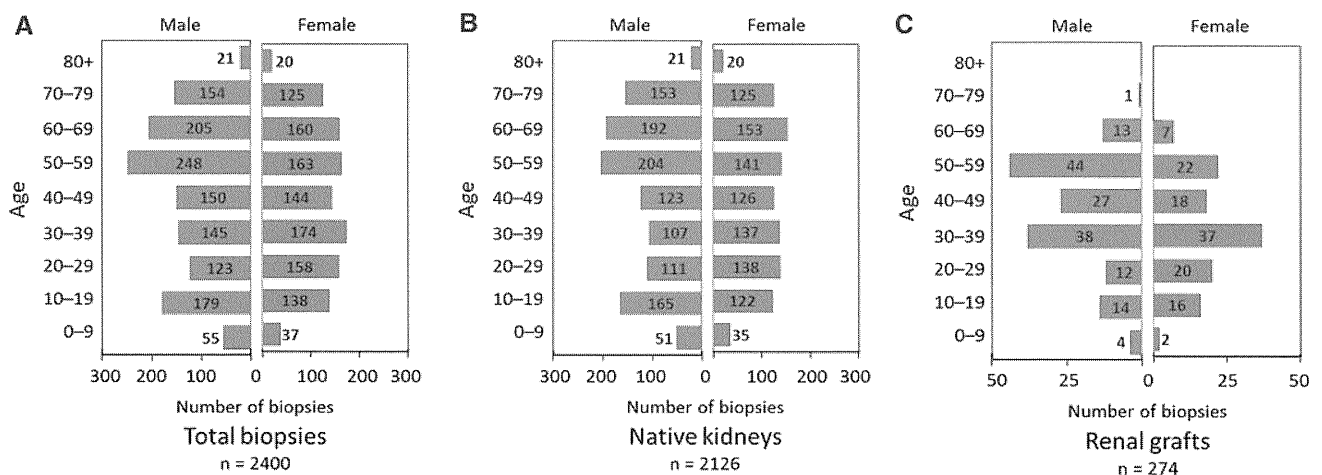 A
Male Female
80+ 21 20
70–79 154 125
60–69 205 160
50–59 248 163
40–49 150 144
30–39 145 174
20–29 123 158
10–19 179 138
0–9 55 37
Age
300 200 100 0 100 200 300
Number of biopsies
Total biopsies
n = 2400
B
Male Female
80+ 21 20
70–79 153 125
60–69 192 153
50–59 204 141
40–49 123 126
30–39 107 137
20–29 111 138
10–19 165 122
0–9 51 35
Age
300 200 100 0 100 200 300
Number of biopsies
Native kidneys
n = 2126
C
Male Female
80+
70–79 1
60–69 13 7
50–59 44 22
40–49 27 18
30–39 38 37
20–29 12 20
10–19 14 16
0–9 4 2
Age
50 25 0 25 50
Number of biopsies
Renal grafts
n = 274